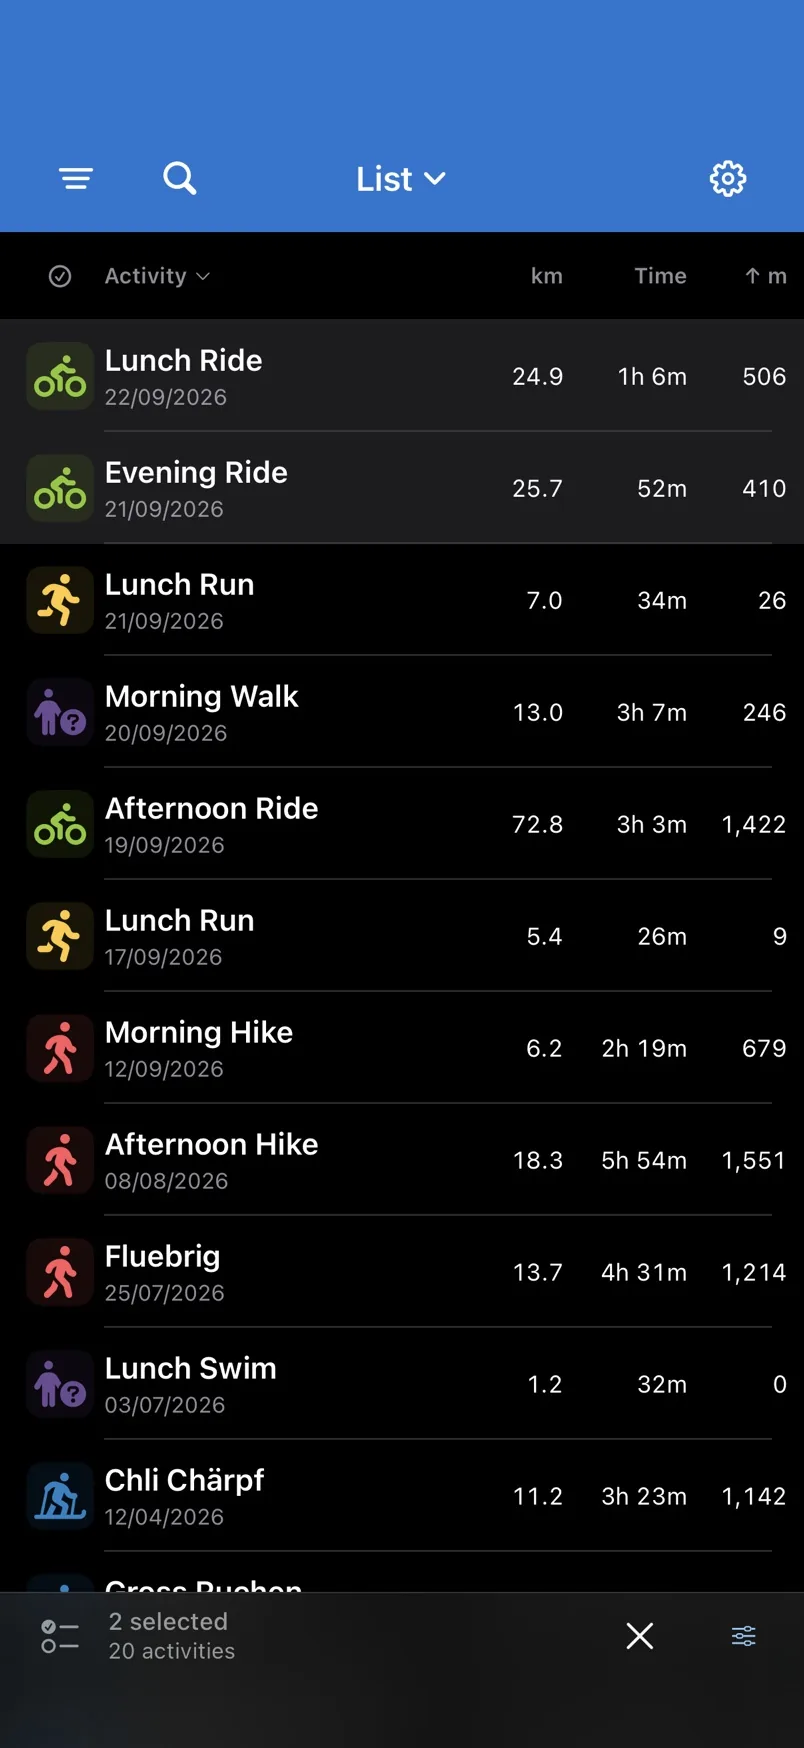 List
Activity km Time ↑ m
Lunch Ride
22/09/2026
24.9 1h 6m 506
Evening Ride
21/09/2026
25.7 52m 410
Lunch Run
21/09/2026
7.0 34m 26
Morning Walk
20/09/2026
13.0 3h 7m 246
Afternoon Ride
19/09/2026
72.8 3h 3m 1,422
Lunch Run
17/09/2026
5.4 26m 9
Morning Hike
12/09/2026
6.2 2h 19m 679
Afternoon Hike
08/08/2026
18.3 5h 54m 1,551
Fluebrig
25/07/2026
13.7 4h 31m 1,214
Lunch Swim
03/07/2026
1.2 32m 0
Chli Chärpf
12/04/2026
11.2 3h 23m 1,142
Gross Ruchen
2 selected
20 activities